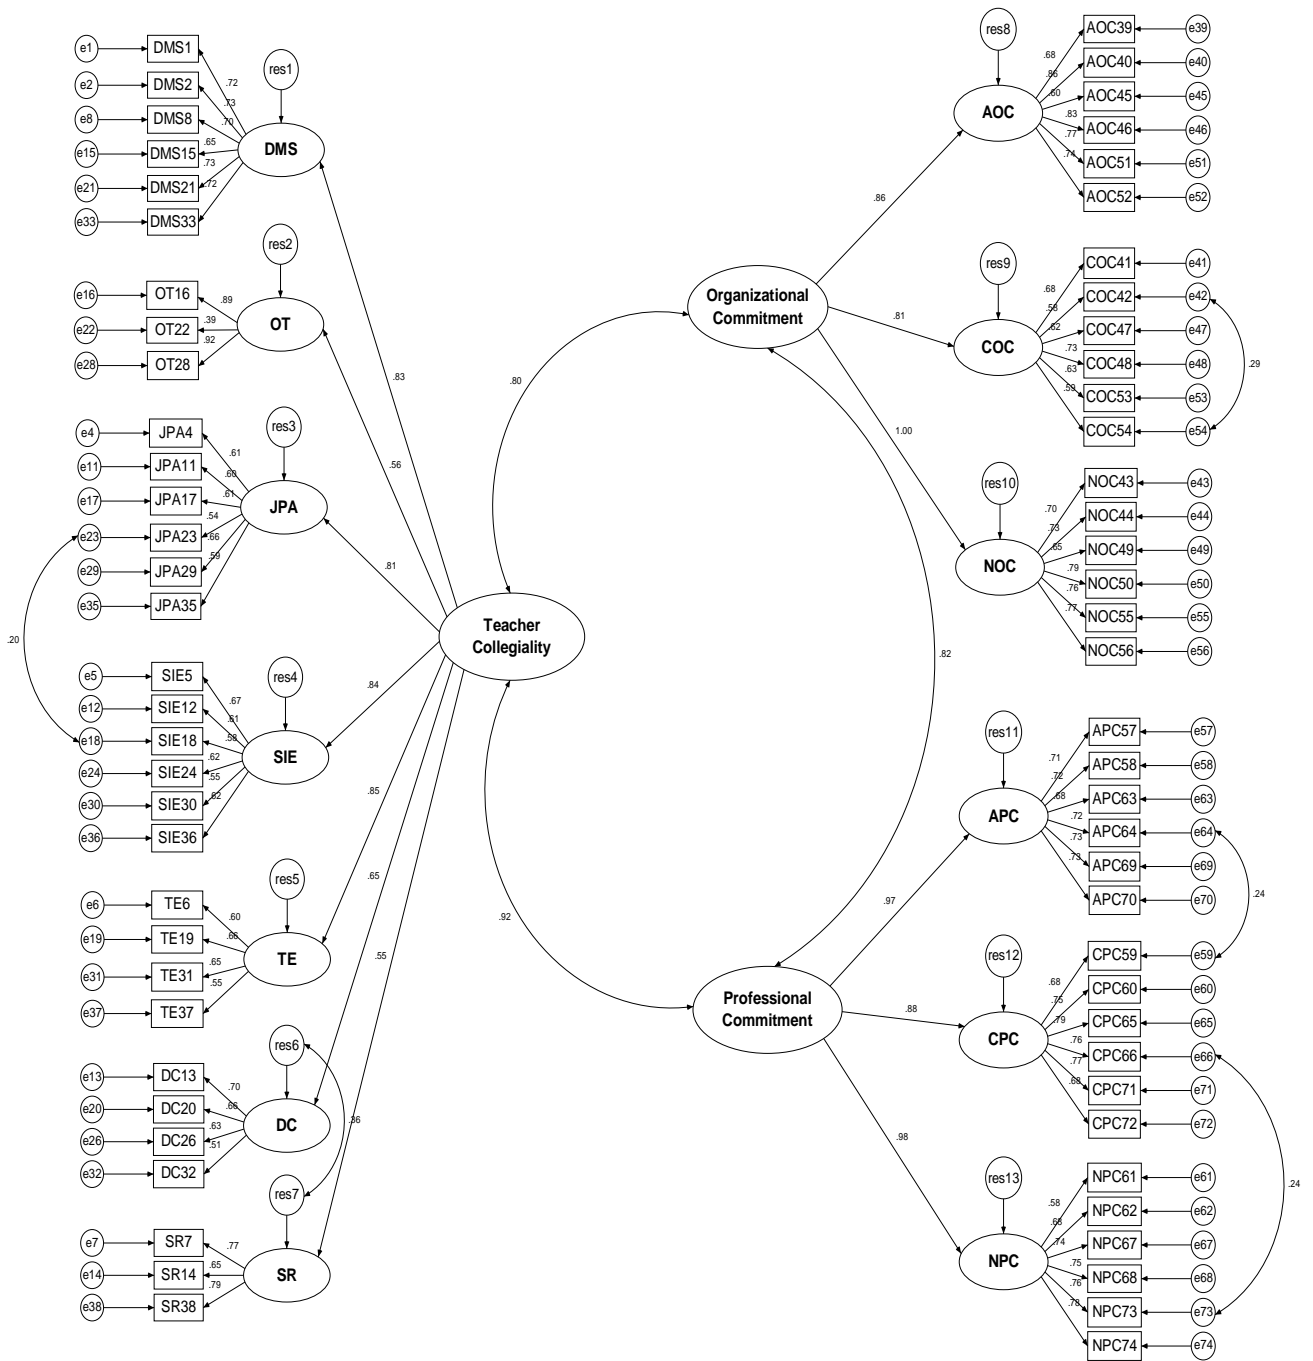 e1
DMS1
.72
e2
DMS2
.73
e8
DMS8
.70
e15
DMS15
.65
e21
DMS21
.73
e33
DMS33
.72
res1
DMS
.83
e16
OT16
.89
e22
OT22
.39
e28
OT28
.92
res2
OT
.56
e4
JPA4
.61
e11
JPA11
.60
e17
JPA17
.61
e23
JPA23
.54
e29
JPA29
.66
e35
JPA35
.59
res3
JPA
.81
.20
e5
SIE5
.67
e12
SIE12
.61
e18
SIE18
.58
e24
SIE24
.62
e30
SIE30
.55
e36
SIE36
.62
res4
SIE
.84
e6
TE6
.60
e19
TE19
.66
e31
TE31
.65
e37
TE37
.55
res5
TE
.85
e13
DC13
.70
e20
DC20
.66
e26
DC26
.63
e32
DC32
.51
res6
DC
.65
.36
e7
SR7
.77
e14
SR14
.65
e38
SR38
.79
res7
SR
.55
Teacher
Collegiality
.80
.92
.82
Organizational
Commitment
.86
.81
1.00
Professional
Commitment
.97
.88
.98
res8
AOC
.68
AOC39
e39
.86
AOC40
e40
.60
AOC45
e45
.83
AOC46
e46
.77
AOC51
e51
.74
AOC52
e52
res9
COC
.68
COC41
e41
.58
COC42
e42
.62
COC47
e47
.73
COC48
e48
.63
COC53
e53
.59
COC54
e54
.29
res10
NOC
.70
NOC43
e43
.73
NOC44
e44
.65
NOC49
e49
.79
NOC50
e50
.76
NOC55
e55
.77
NOC56
e56
res11
APC
.71
APC57
e57
.72
APC58
e58
.68
APC63
e63
.72
APC64
e64
.73
APC69
e69
.73
APC70
e70
.24
res12
CPC
.68
CPC59
e59
.75
CPC60
e60
.79
CPC65
e65
.76
CPC66
e66
.77
CPC71
e71
.68
CPC72
e72
.24
res13
NPC
.58
NPC61
e61
.68
NPC62
e62
.74
NPC67
e67
.75
NPC68
e68
.76
NPC73
e73
.78
NPC74
e74